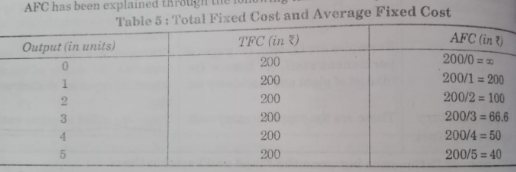 AFC has been explained through the following
Table 5 : Total Fixed Cost and Average Fixed Cost
Output (in units) TFC (in ₹) AFC (in ₹)
0 200 200/0 = ∞
1 200 200/1 = 200
2 200 200/2 = 100
3 200 200/3 = 66.6
4 200 200/4 = 50
5 200 200/5 = 40